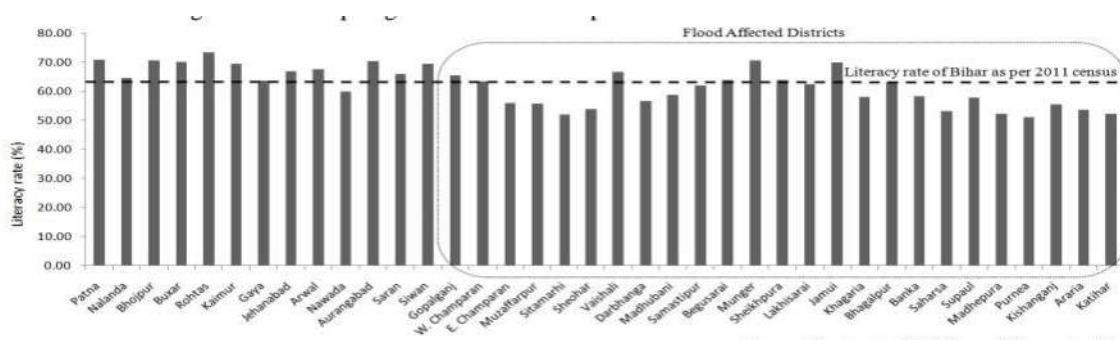 Flood Affected Districts
80.00
70.00
60.00
50.00
40.00
30.00
20.00
10.00
0.00
Literacy rate (%)
Literacy rate of Bihar as per 2011 census
Patna
Nalanda
Bhojpur
Buxar
Rohtas
Kaimur
Gaya
Jehanabad
Arwal
Nawada
Aurangabad
Saran
Siwan
Gopalganj
W. Champaran
E. Champaran
Muzaffarpur
Sitamarhi
Sheohar
Vaishali
Darbhanga
Madhubani
Samastipur
Begusarai
Munger
Sheikhpura
Lakhisarai
Jamui
Khagaria
Bhagalpur
Banka
Saharsa
Supaul
Madhepura
Purnea
Kishanganj
Araria
Katihar